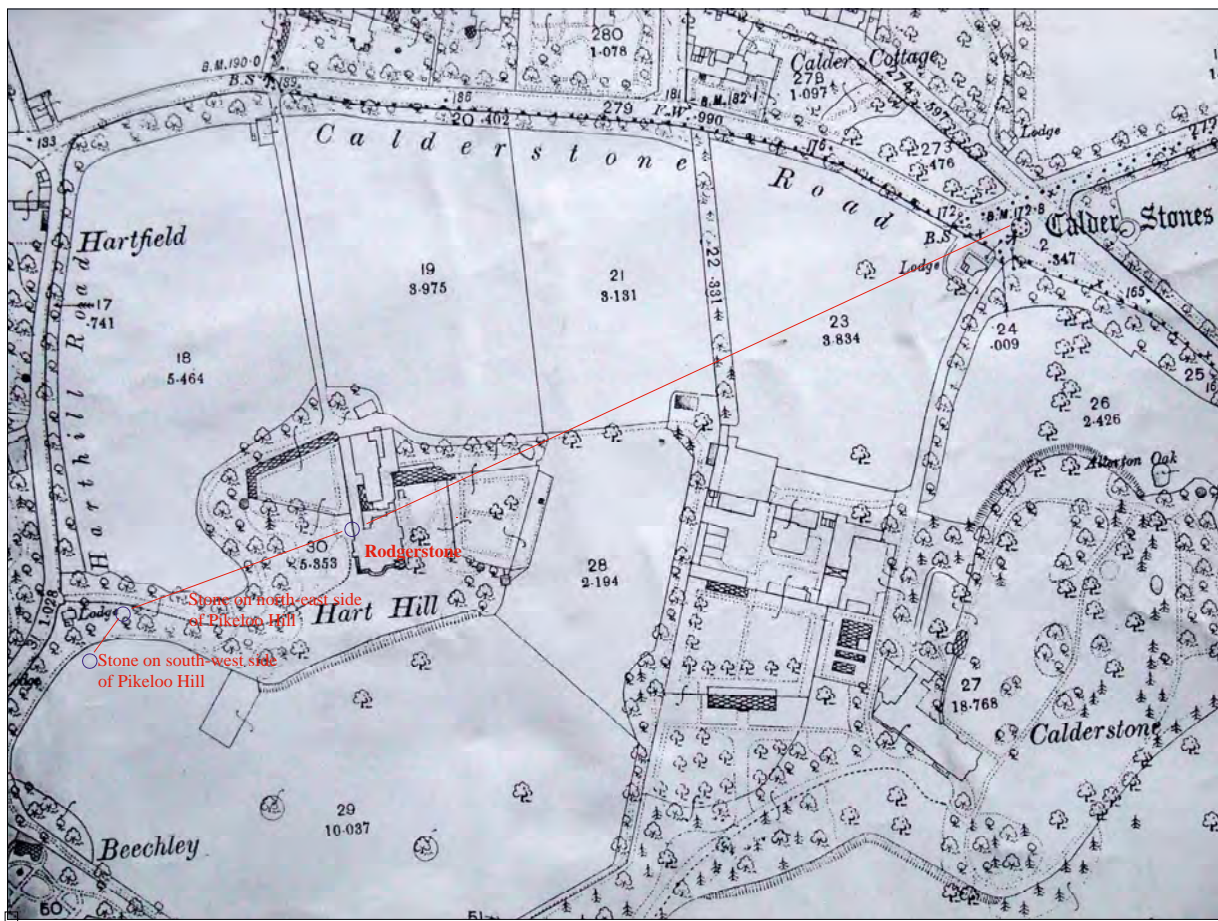 280
1·078
Calder Cottage
278
1·097
274
·597
B.M. 190·0
B.S.
189
186
20 ·402
279
181
B.M. 182·1
F.W.
·990
176
273
·476
Lodge
277
193
Calderstone Road
172
B.M. 172·8
B.S.
Calder Stones
Lodge
2
·347
165
Hartfield
Harthill Road
17
·741
18
5·464
19
3·975
21
3·131
22 ·331
23
3·834
24
·009
25
26
2·426
Allerton Oak
30
5·353
Rodgerstone
28
2·194
Lodge
3
1·028
Stone on north-east side
of Pikeloo Hill
Hart Hill
Stone on south-west side
of Pikeloo Hill
27
18·768
Calderstone
29
10·037
Beechley
50
51